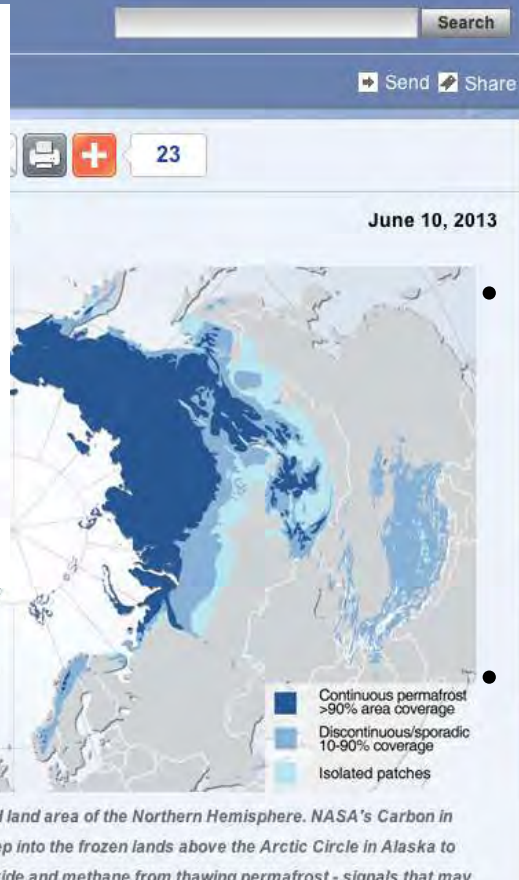 Search
Send Share
23
June 10, 2013
Continuous permafrost
>90% area coverage
Discontinuous/sporadic
10-90% coverage
Isolated patches
land area of the Northern Hemisphere. NASA's Carbon in
into the frozen lands above the Arctic Circle in Alaska to
and methane from thawing permafrost - signals that may